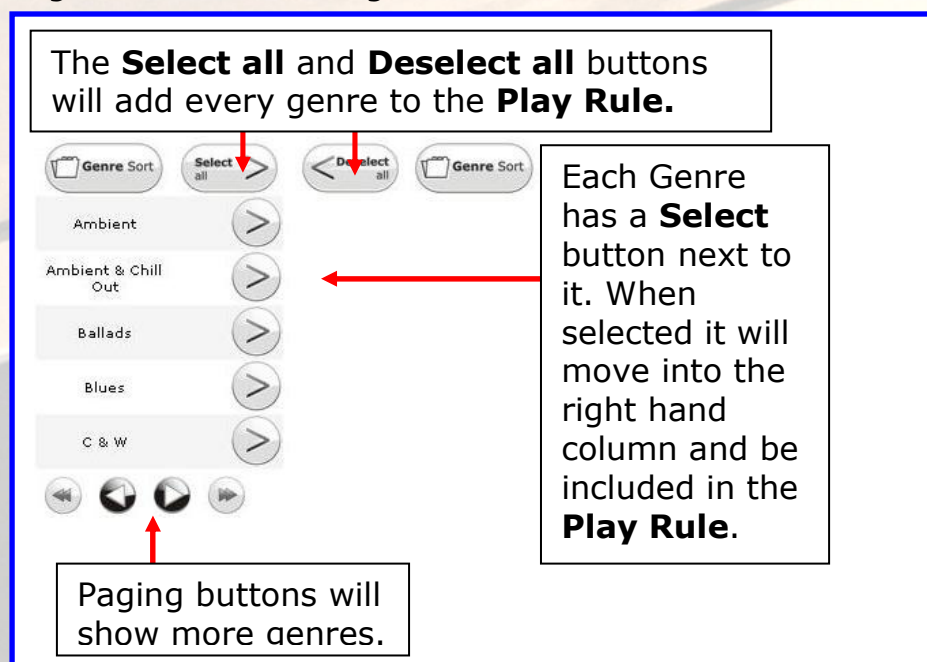 The Select all and Deselect all buttons
will add every genre to the Play Rule.
Genre Sort
Select
all
Deselect
all
Genre Sort
Ambient
Ambient & Chill
Out
Ballads
Blues
C & W
Each Genre
has a Select
button next to
it. When
selected it will
move into the
right hand
column and be
included in the
Play Rule.
Paging buttons will
show more genres.